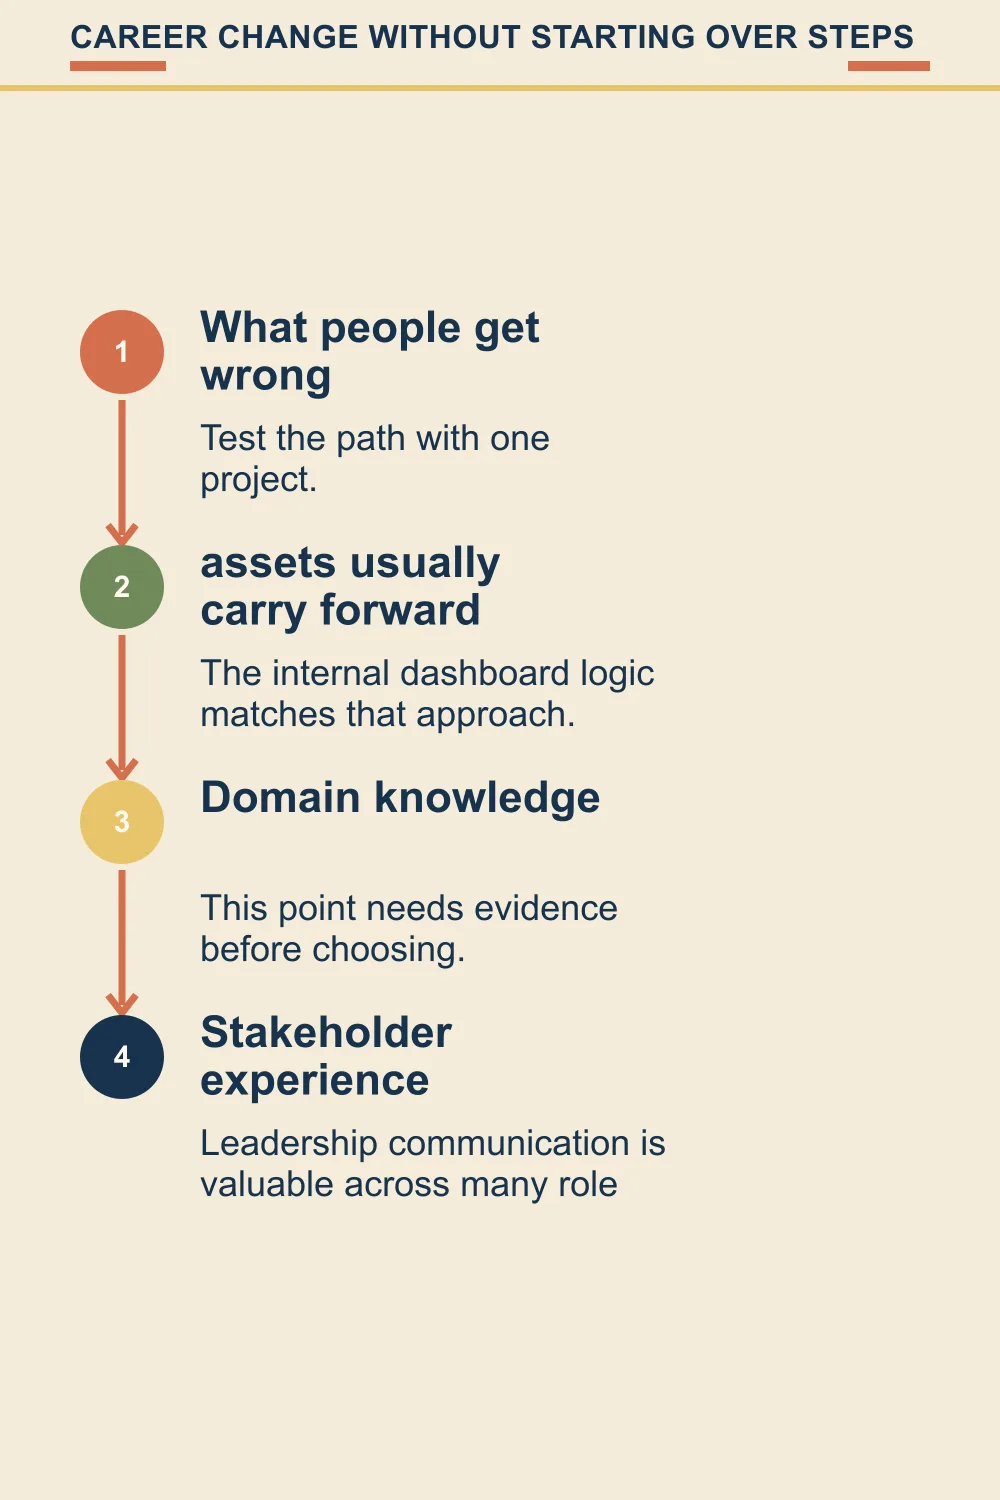 CAREER CHANGE WITHOUT STARTING OVER STEPS
1
What people get
wrong
Test the path with one
project.
2
assets usually
carry forward
The internal dashboard logic
matches that approach.
3
Domain knowledge
This point needs evidence
before choosing.
4
Stakeholder
experience
Leadership communication is
valuable across many role